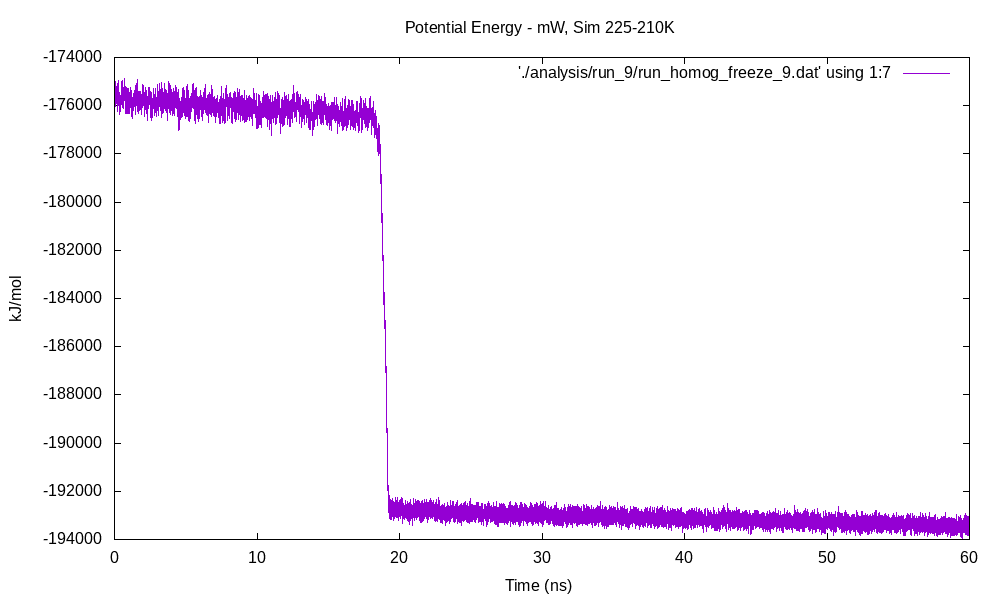 Potential Energy - mW, Sim 225-210K
'./analysis/run_9/run_homog_freeze_9.dat' using 1:7
-174000
-176000
-178000
-180000
-182000
-184000
-186000
-188000
-190000
-192000
-194000
kJ/mol
0 10 20 30 40 50 60
Time (ns)